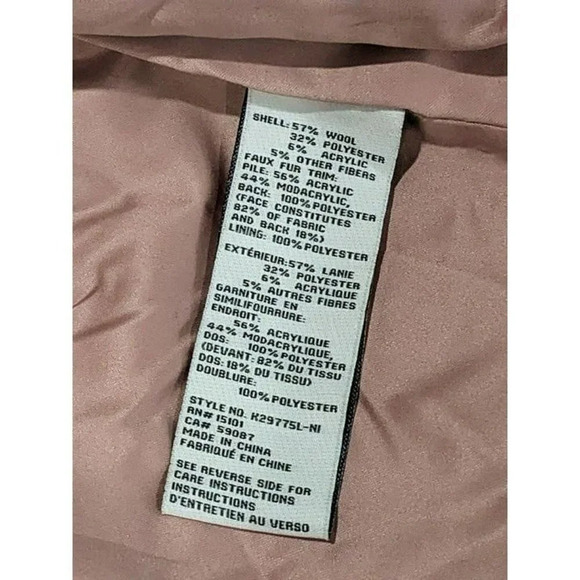 SHELL: 57% WOOL
32% POLYESTER
6% ACRYLIC
5% OTHER FIBERS
FAUX FUR TRIM:
PILE: 56% ACRYLIC
44% MODACRYLIC,
BACK: 100% POLYESTER
(FACE CONSTITUTES
82% OF FABRIC
AND BACK 18%)
LINING: 100% POLYESTER
EXTÉRIEUR: 57% LANIE
32% POLYESTER
6% ACRYLIQUE
5% AUTRES FIBRES
GARNITURE EN
SIMILIFOURRURE:
ENDROIT:
56% ACRYLIQUE
44% MODACRYLIQUE,
DOS: 100% POLYESTER
(DEVANT: 82% DU TISSU
DOS: 18% DU TISSU)
DOUBLURE:
100% POLYESTER
STYLE NO. K29775L-NI
RN# 15101
CA# 59087
MADE IN CHINA
FABRIQUÉ EN CHINE
SEE REVERSE SIDE FOR
CARE INSTRUCTIONS
INSTRUCTIONS
D'ENTRETIEN AU VERSO